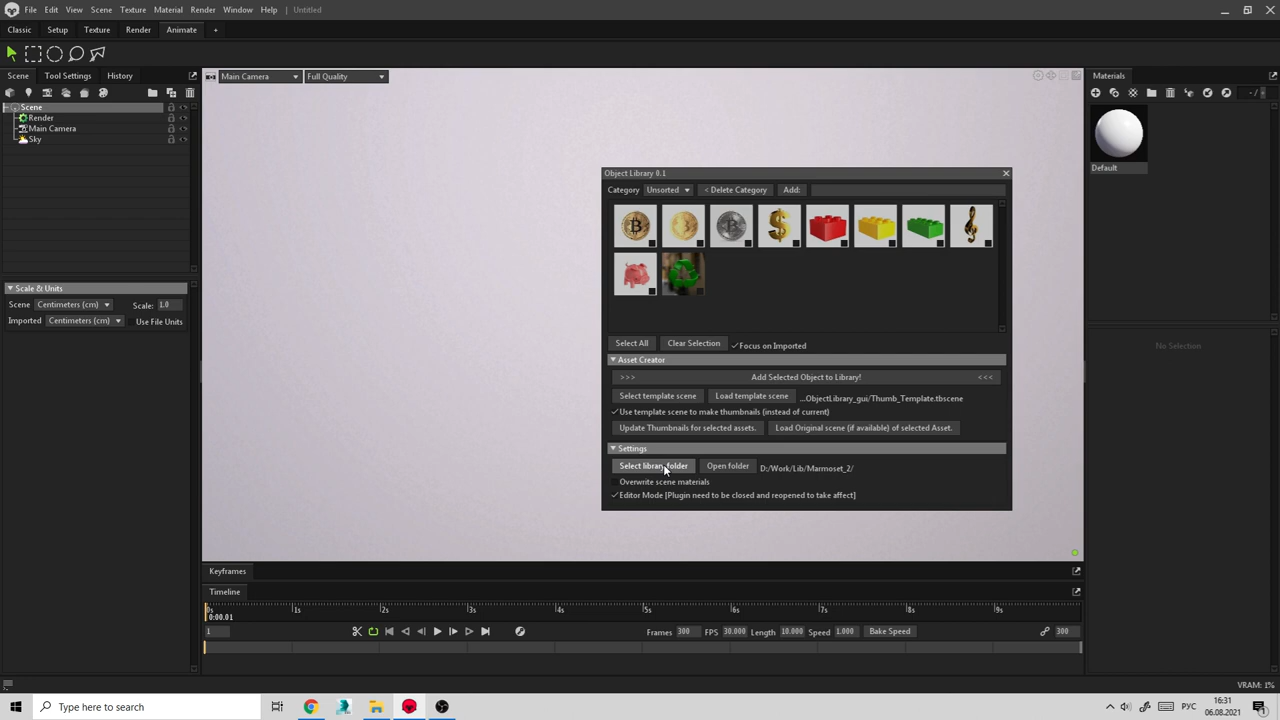 File Edit View Scene Texture Material Render Window Help Untitled
Classic Setup Texture Render Animate +
Scene Tool Settings History
Main Camera Full Quality
Materials
Scene
Render
Main Camera
Sky
- /
Default
Object Library 0.1
Category Unsorted < Delete Category Add:
Select All Clear Selection Focus on Imported
Asset Creator
>>> Add Selected Object to Library! <<<
Select template scene Load template scene ...ObjectLibrary_gui/Thumb_Template.tbscene
Use template scene to make thumbnails (instead of current)
Update Thumbnails for selected assets. Load Original scene (if available) of selected Asset.
Settings
Select library folder Open folder D:/Work/Lib/Marmoset_2/
Overwrite scene materials
Editor Mode [Plugin need to be closed and reopened to take affect]
Scale & Units
Scene Centimeters (cm) Scale: 1.0
Imported Centimeters (cm) Use File Units
No Selection
Keyframes
Timeline
0s 1s 2s 3s 4s 5s 6s 7s 8s 9s
0:00.01
1 Frames 300 FPS 30.000 Length 10.000 Speed 1.000 Bake Speed 300
VRAM: 1%
Type here to search
РУС
16:31
06.08.2021